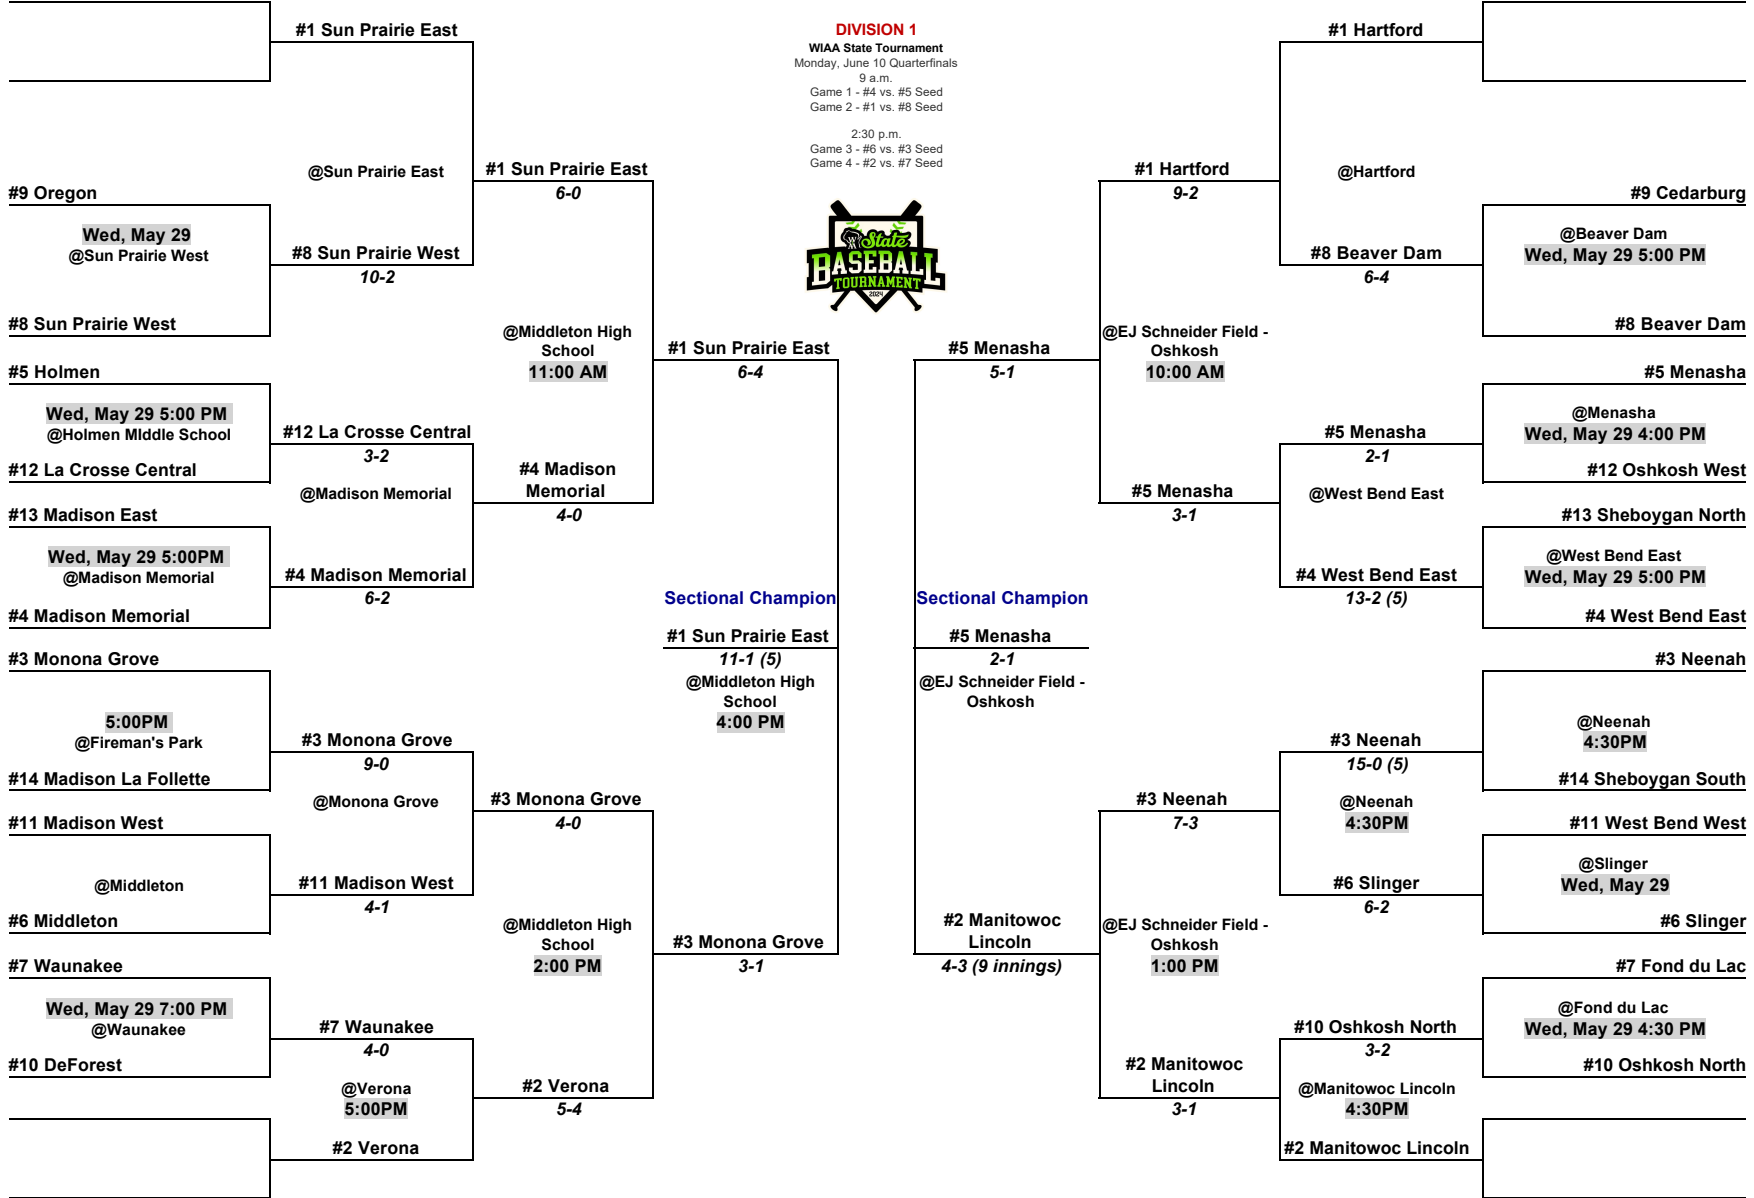 DIVISION 1
WIAA State Tournament
Monday, June 10 Quarterfinals
9 a.m.
Game 1 - #4 vs. #5 Seed
Game 2 - #1 vs. #8 Seed
2:30 p.m.
Game 3 - #6 vs. #3 Seed
Game 4 - #2 vs. #7 Seed
State
BASEBALL
TOURNAMENT
2024
#9 Oregon
Wed, May 29
@Sun Prairie West
#8 Sun Prairie West
#5 Holmen
Wed, May 29 5:00 PM
@Holmen MIddle School
#12 La Crosse Central
#13 Madison East
Wed, May 29 5:00PM
@Madison Memorial
#4 Madison Memorial
#3 Monona Grove
5:00PM
@Fireman's Park
#14 Madison La Follette
#11 Madison West
@Middleton
#6 Middleton
#7 Waunakee
Wed, May 29 7:00 PM
@Waunakee
#10 DeForest
#1 Sun Prairie East
@Sun Prairie East
#8 Sun Prairie West
10-2
#12 La Crosse Central
3-2
@Madison Memorial
#4 Madison Memorial
6-2
#3 Monona Grove
9-0
@Monona Grove
#11 Madison West
4-1
#7 Waunakee
4-0
@Verona
5:00PM
#2 Verona
#1 Sun Prairie East
6-0
@Middleton High
School
11:00 AM
#4 Madison
Memorial
4-0
#3 Monona Grove
4-0
@Middleton High
School
2:00 PM
#2 Verona
5-4
#1 Sun Prairie East
6-4
Sectional Champion
#1 Sun Prairie East
11-1 (5)
@Middleton High
School
4:00 PM
#3 Monona Grove
3-1
#5 Menasha
5-1
Sectional Champion
#5 Menasha
2-1
@EJ Schneider Field -
Oshkosh
#2 Manitowoc
Lincoln
4-3 (9 innings)
#1 Hartford
9-2
@EJ Schneider Field -
Oshkosh
10:00 AM
#5 Menasha
3-1
#3 Neenah
7-3
@EJ Schneider Field -
Oshkosh
1:00 PM
#2 Manitowoc
Lincoln
3-1
#1 Hartford
@Hartford
#8 Beaver Dam
6-4
#5 Menasha
2-1
@West Bend East
#4 West Bend East
13-2 (5)
#3 Neenah
15-0 (5)
@Neenah
4:30PM
#6 Slinger
6-2
#10 Oshkosh North
3-2
@Manitowoc Lincoln
4:30PM
#2 Manitowoc Lincoln
#9 Cedarburg
@Beaver Dam
Wed, May 29 5:00 PM
#8 Beaver Dam
#5 Menasha
@Menasha
Wed, May 29 4:00 PM
#12 Oshkosh West
#13 Sheboygan North
@West Bend East
Wed, May 29 5:00 PM
#4 West Bend East
#3 Neenah
@Neenah
4:30PM
#14 Sheboygan South
#11 West Bend West
@Slinger
Wed, May 29
#6 Slinger
#7 Fond du Lac
@Fond du Lac
Wed, May 29 4:30 PM
#10 Oshkosh North